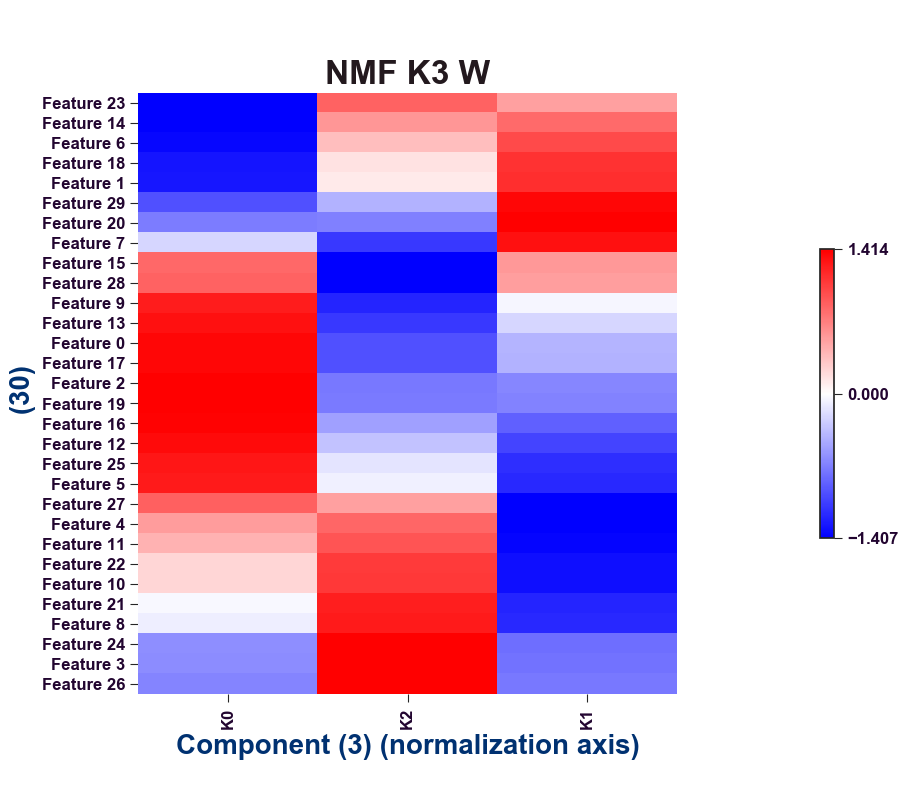 NMF K3 W
Feature 23
Feature 14
Feature 6
Feature 18
Feature 1
Feature 29
Feature 20
Feature 7
Feature 15
Feature 28
Feature 9
Feature 13
Feature 0
Feature 17
Feature 2
Feature 19
Feature 16
Feature 12
Feature 25
Feature 5
Feature 27
Feature 4
Feature 11
Feature 22
Feature 10
Feature 21
Feature 8
Feature 24
Feature 3
Feature 26
(30)
K0
K2
K1
Component (3) (normalization axis)
1.414
0.000
−1.407